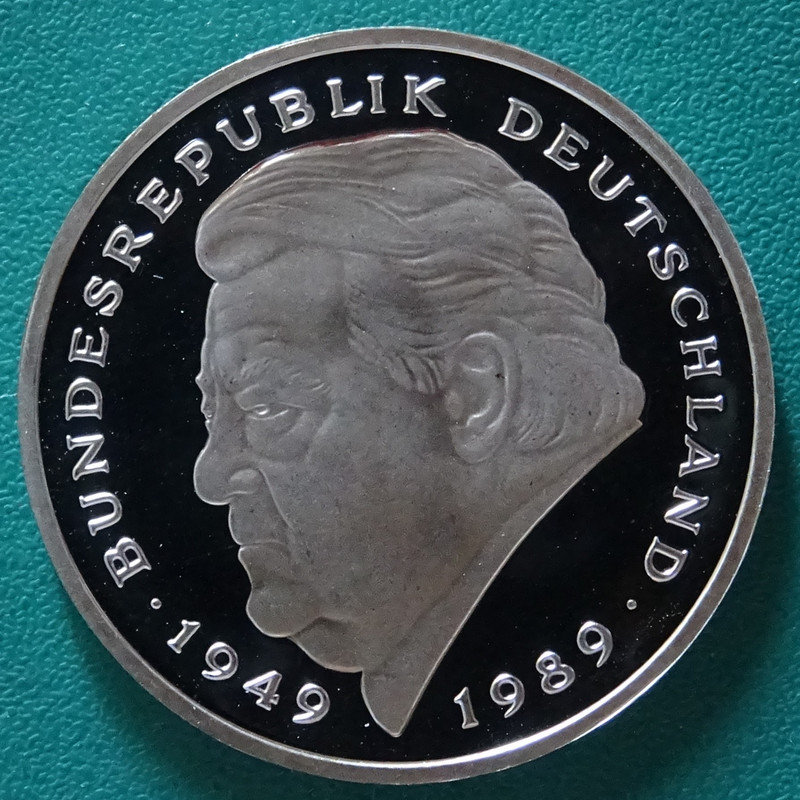 · BUNDESREPUBLIK DEUTSCHLAND ·
1949 1989